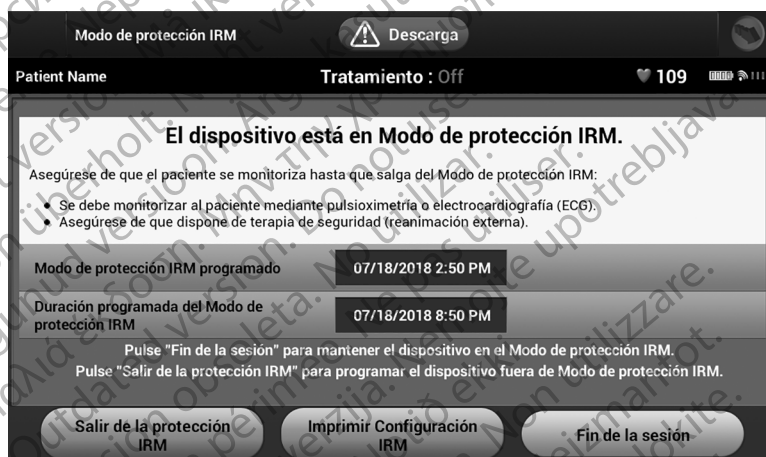 Modo de protección IRM
Descarga
Patient Name
Tratamiento : Off
109
El dispositivo está en Modo de protección IRM.
Asegúrese de que el paciente se monitoriza hasta que salga del Modo de protección IRM:
• Se debe monitorizar al paciente mediante pulsioximetría o electrocardiografía (ECG).
• Asegúrese de que dispone de terapia de seguridad (reanimación externa).
Modo de protección IRM programado
07/18/2018 2:50 PM
Duración programada del Modo de
protección IRM
07/18/2018 8:50 PM
Pulse "Fin de la sesión" para mantener el dispositivo en el Modo de protección IRM.
Pulse "Salir de la protección IRM" para programar el dispositivo fuera de Modo de protección IRM.
Salir de la protección
IRM
Imprimir Configuración
IRM
Fin de la sesión